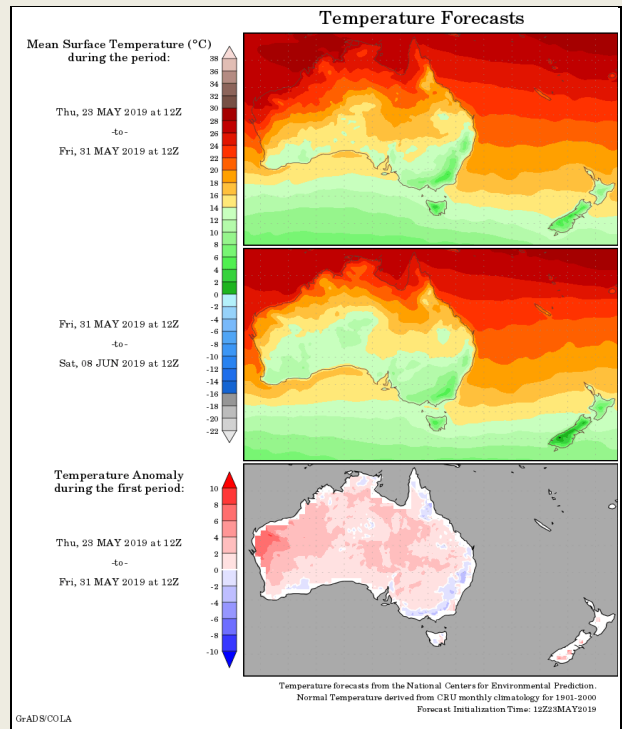 Temperature Forecasts
Mean Surface Temperature (°C)
during the period:
Thu, 23 MAY 2019 at 12Z
-to-
Fri, 31 MAY 2019 at 12Z
38
36
34
32
30
28
26
24
22
20
18
16
14
12
10
8
6
4
2
0
-2
-4
-6
-8
-10
-12
-14
-16
-18
-20
-22
Fri, 31 MAY 2019 at 12Z
-to-
Sat, 08 JUN 2019 at 12Z
Temperature Anomaly
during the first period:
Thu, 23 MAY 2019 at 12Z
-to-
Fri, 31 MAY 2019 at 12Z
10
8
6
4
2
0
-2
-4
-6
-8
-10
Temperature forecasts from the National Centers for Environmental Prediction.
Normal Temperature derived from CRU monthly climatology for 1901-2000
Forecast Initialization Time: 12Z23MAY2019
GrADS/COLA